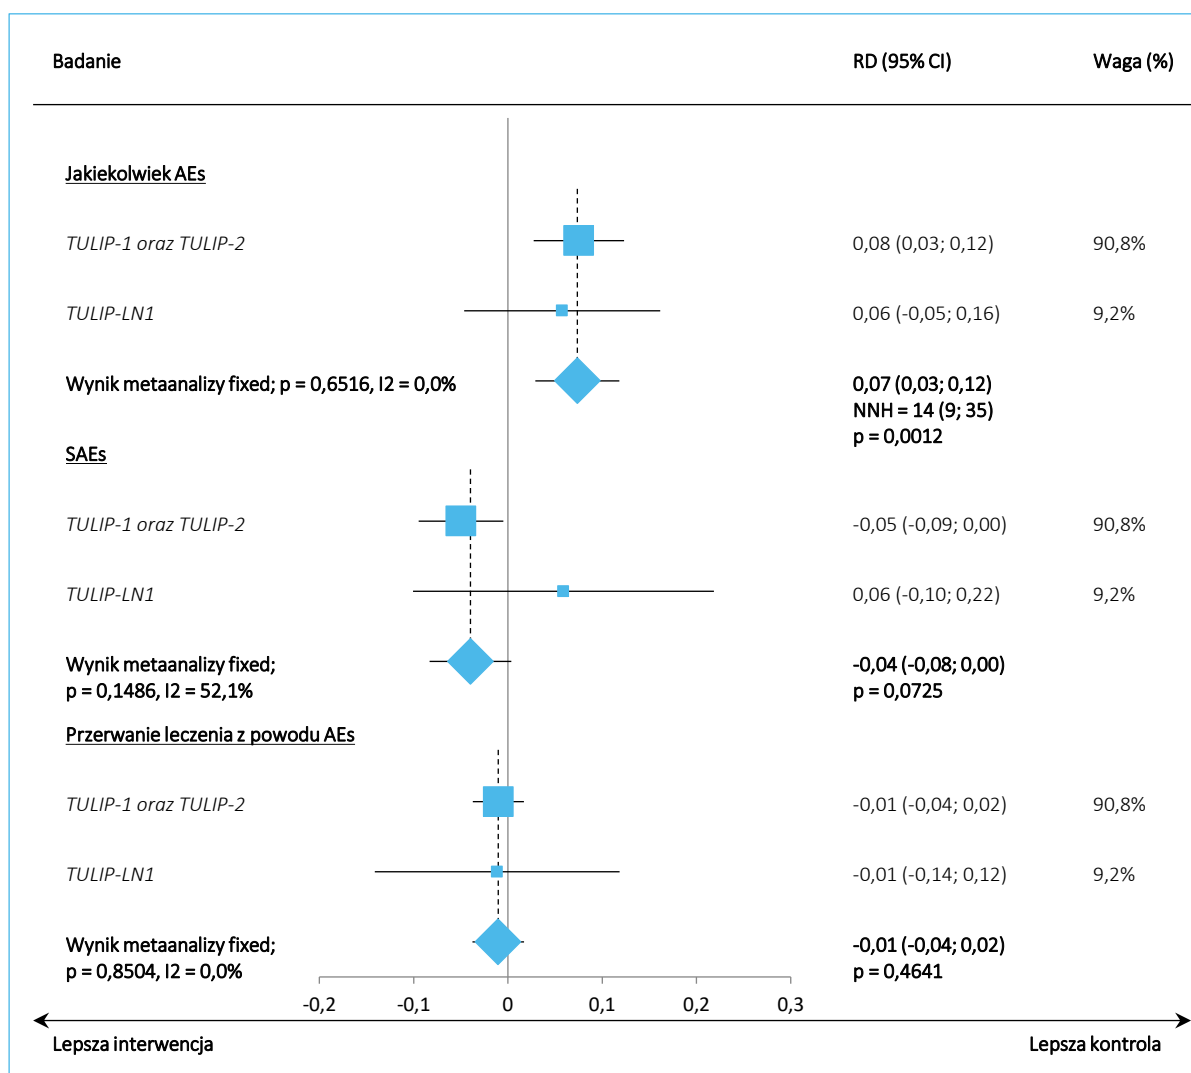 Badanie RD (95% CI) Waga (%)
Jakiekolwiek AEs
TULIP-1 oraz TULIP-2 0,08 (0,03; 0,12) 90,8%
TULIP-LN1 0,06 (-0,05; 0,16) 9,2%
Wynik metaanalizy fixed; p = 0,6516, I2 = 0,0% 0,07 (0,03; 0,12)
NNH = 14 (9; 35)
p = 0,0012
SAEs
TULIP-1 oraz TULIP-2 -0,05 (-0,09; 0,00) 90,8%
TULIP-LN1 0,06 (-0,10; 0,22) 9,2%
Wynik metaanalizy fixed; -0,04 (-0,08; 0,00)
p = 0,1486, I2 = 52,1% p = 0,0725
Przerwanie leczenia z powodu AEs
TULIP-1 oraz TULIP-2 -0,01 (-0,04; 0,02) 90,8%
TULIP-LN1 -0,01 (-0,14; 0,12) 9,2%
Wynik metaanalizy fixed; -0,01 (-0,04; 0,02)
p = 0,8504, I2 = 0,0% p = 0,4641
-0,2 -0,1 0 0,1 0,2 0,3
Lepsza interwencja Lepsza kontrola